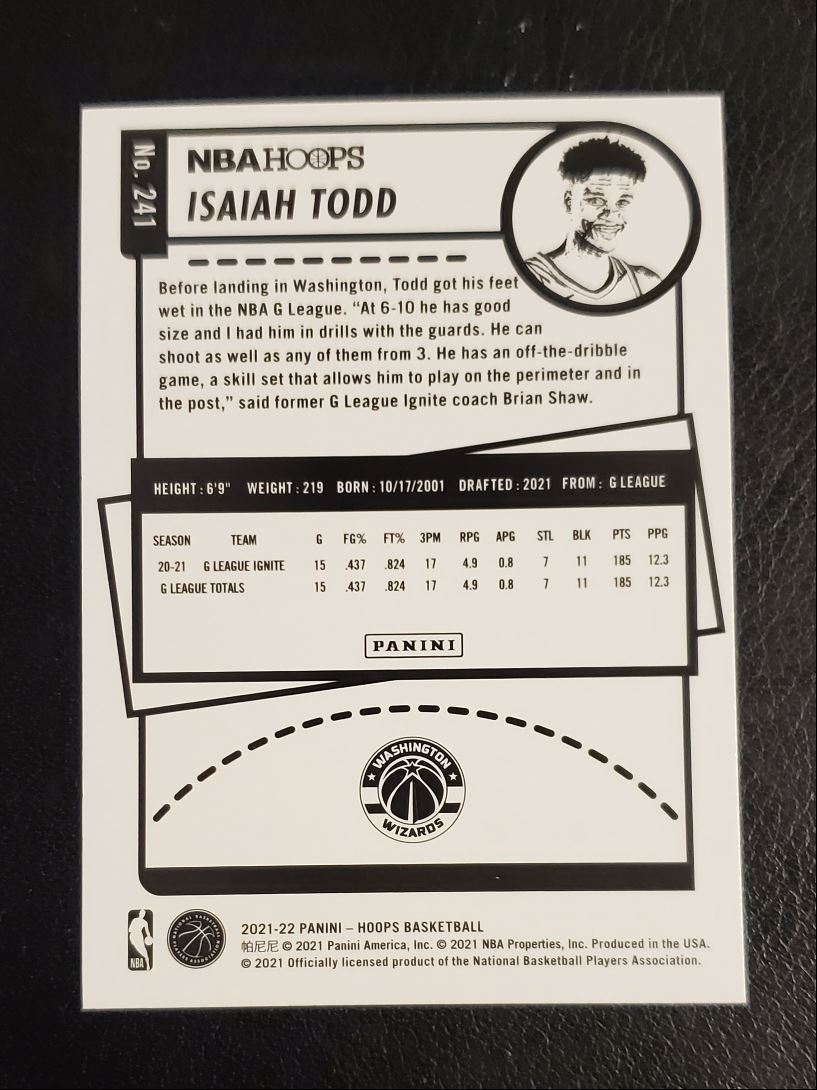 No. 241
NBA HOOPS
ISAIAH TODD
Before landing in Washington, Todd got his feet
wet in the NBA G League. “At 6-10 he has good
size and I had him in drills with the guards. He can
shoot as well as any of them from 3. He has an off-the-dribble
game, a skill set that allows him to play on the perimeter and in
the post,” said former G League Ignite coach Brian Shaw.
HEIGHT: 6'9" WEIGHT: 219 BORN: 10/17/2001 DRAFTED: 2021 FROM: G LEAGUE
SEASON TEAM G FG% FT% 3PM RPG APG STL BLK PTS PPG
20-21 G LEAGUE IGNITE 15 .437 .824 17 4.9 0.8 7 11 185 12.3
G LEAGUE TOTALS 15 .437 .824 17 4.9 0.8 7 11 185 12.3
PANINI
WASHINGTON
WIZARDS
NBA
NATIONAL BASKETBALL PLAYERS ASSOCIATION
2021-22 PANINI – HOOPS BASKETBALL
帕尼尼 © 2021 Panini America, Inc. © 2021 NBA Properties, Inc. Produced in the USA.
© 2021 Officially licensed product of the National Basketball Players Association.